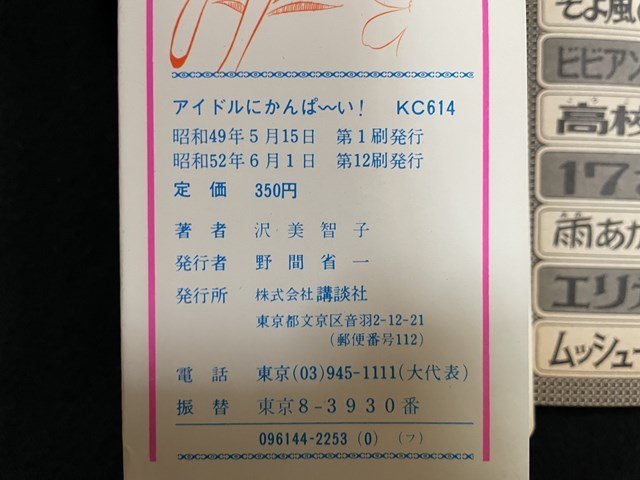 アイドルにかんぱ〜い! KC614
昭和49年5月15日 第1刷発行
昭和52年6月1日 第12刷発行
定価 350円
著者 沢美智子
発行者 野間省一
発行所 株式会社講談社
東京都文京区音羽2-12-21
(郵便番号112)
電話 東京(03)945-1111(大代表)
振替 東京8-3930番
096144-2253 (0) (フ)
そよ風の
ビビアン
高校
17
雨あが
エリ
ムッシュー